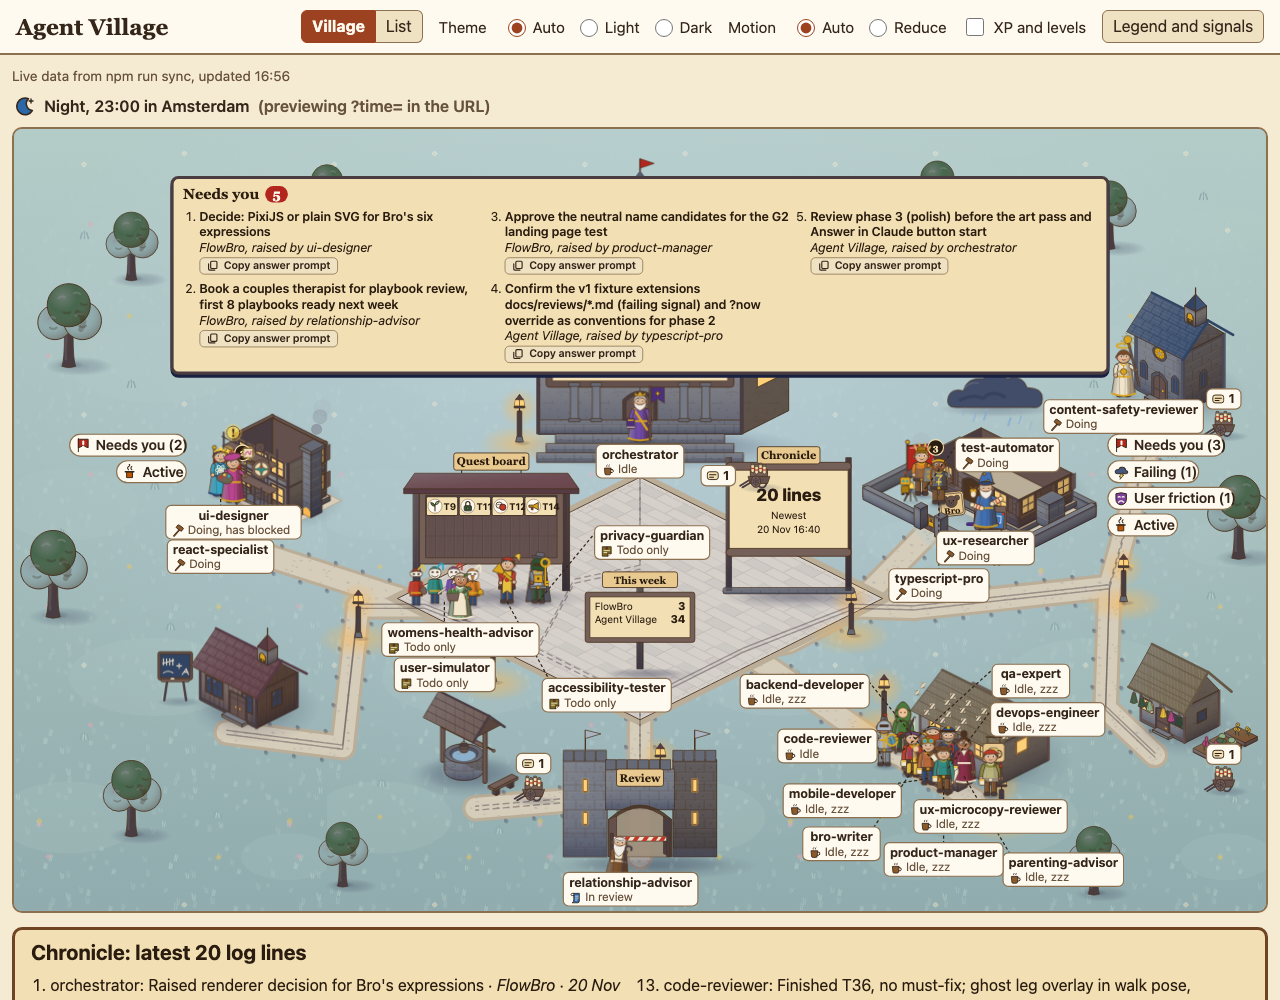 Agent Village
Village List Theme Auto Light Dark Motion Auto Reduce XP and levels Legend and signals
Live data from npm run sync, updated 16:56
Night, 23:00 in Amsterdam (previewing ?time= in the URL)
Needs you 5
1. Decide: PixiJS or plain SVG for Bro's six
expressions
FlowBro, raised by ui-designer
Copy answer prompt
2. Book a couples therapist for playbook review,
first 8 playbooks ready next week
FlowBro, raised by relationship-advisor
Copy answer prompt
3. Approve the neutral name candidates for the G2
landing page test
FlowBro, raised by product-manager
Copy answer prompt
4. Confirm the v1 fixture extensions
docs/reviews/*.md (failing signal) and ?now
override as conventions for phase 2
Agent Village, raised by typescript-pro
Copy answer prompt
5. Review phase 3 (polish) before the art pass and
Answer in Claude button start
Agent Village, raised by orchestrator
Copy answer prompt
1
content-safety-reviewer
Doing
Needs you (2)
Active
Needs you (3)
Failing (1)
User friction (1)
Active
ui-designer
Doing, has blocked
react-specialist
Doing
Quest board
T9 T11 T12 T14
orchestrator
Idle
1
Chronicle
20 lines
Newest
20 Nov 16:40
3
test-automator
Doing
Bro
ux-researcher
Doing
typescript-pro
Doing
privacy-guardian
Todo only
This week
FlowBro 3
Agent Village 34
womens-health-advisor
Todo only
user-simulator
Todo only
accessibility-tester
Todo only
backend-developer
Idle, zzz
qa-expert
Idle, zzz
devops-engineer
Idle, zzz
code-reviewer
Idle
1
1
Review
mobile-developer
Idle, zzz
ux-microcopy-reviewer
Idle, zzz
bro-writer
Idle, zzz
product-manager
Idle, zzz
parenting-advisor
Idle, zzz
relationship-advisor
In review
Chronicle: latest 20 log lines
1. orchestrator: Raised renderer decision for Bro's expressions · FlowBro · 20 Nov
13. code-reviewer: Finished T36, no must-fix; ghost leg overlay in walk pose,